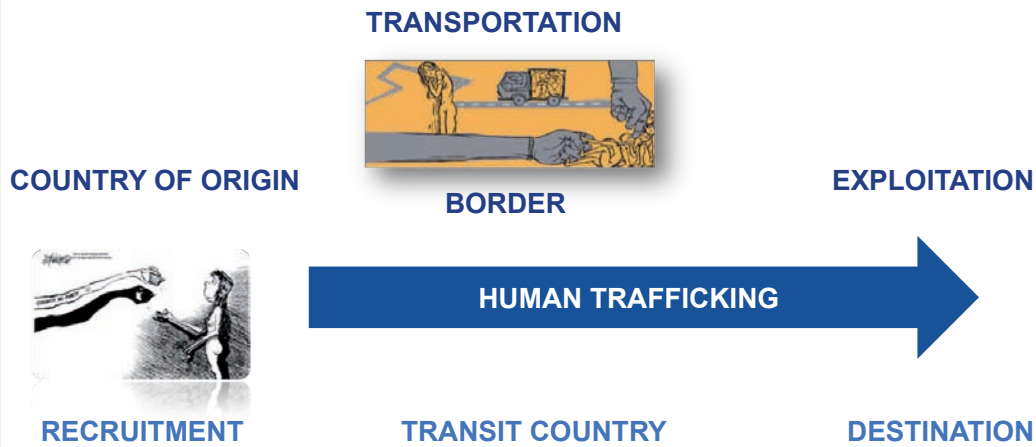 TRANSPORTATION
COUNTRY OF ORIGIN
BORDER
EXPLOITATION
HUMAN TRAFFICKING
RECRUITMENT
TRANSIT COUNTRY
DESTINATION